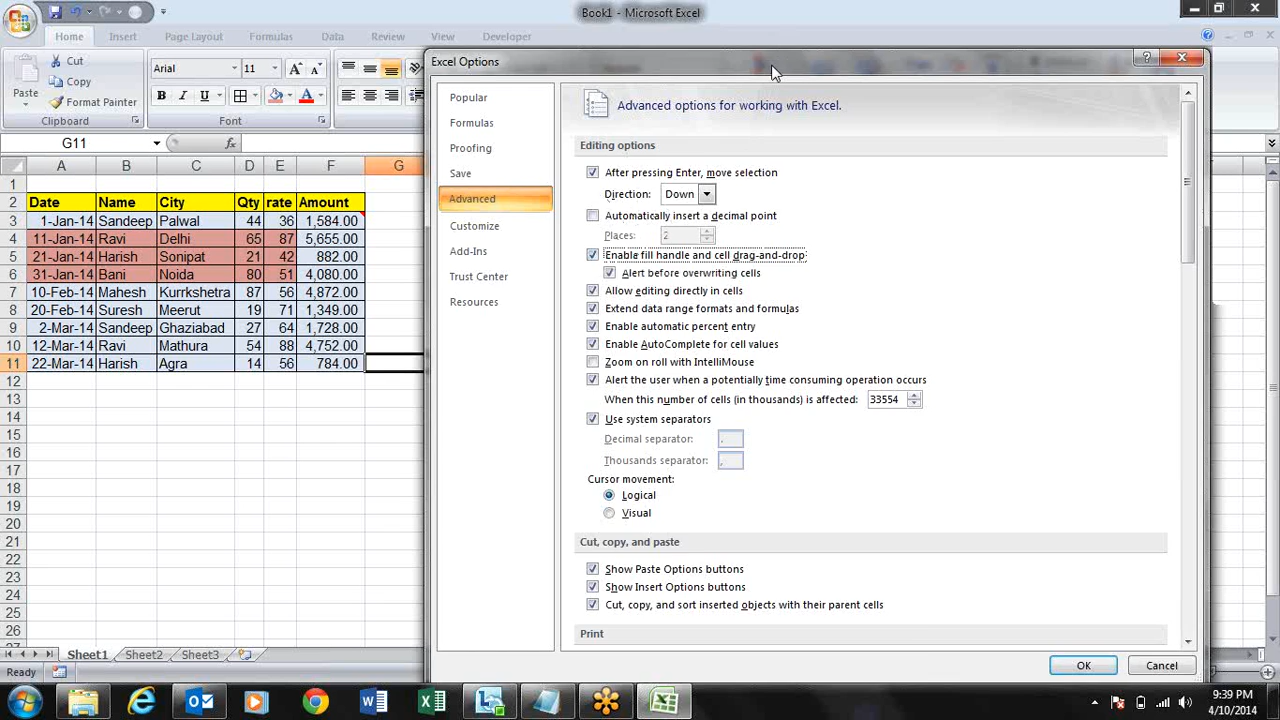 Book1 - Microsoft Excel
Home Insert Page Layout Formulas Data Review View Developer
Paste
Cut
Copy
Format Painter
Clipboard
Arial 11
B I U
Font
G11 fx
Excel Options
Popular
Formulas
Proofing
Save
Advanced
Customize
Add-Ins
Trust Center
Resources
Advanced options for working with Excel.
Editing options
After pressing Enter, move selection
Direction: Down
Automatically insert a decimal point
Places: 2
Enable fill handle and cell drag-and-drop
Alert before overwriting cells
Allow editing directly in cells
Extend data range formats and formulas
Enable automatic percent entry
Enable AutoComplete for cell values
Zoom on roll with IntelliMouse
Alert the user when a potentially time consuming operation occurs
When this number of cells (in thousands) is affected: 33554
Use system separators
Decimal separator: .
Thousands separator: ,
Cursor movement:
Logical
Visual
Cut, copy, and paste
Show Paste Options buttons
Show Insert Options buttons
Cut, copy, and sort inserted objects with their parent cells
Print
OK Cancel
A B C D E F G
1
2 Date Name City Qty rate Amount
3 1-Jan-14 Sandeep Palwal 44 36 1,584.00
4 11-Jan-14 Ravi Delhi 65 87 5,655.00
5 21-Jan-14 Harish Sonipat 21 42 882.00
6 31-Jan-14 Bani Noida 80 51 4,080.00
7 10-Feb-14 Mahesh Kurrkshetra 87 56 4,872.00
8 20-Feb-14 Suresh Meerut 19 71 1,349.00
9 2-Mar-14 Sandeep Ghaziabad 27 64 1,728.00
10 12-Mar-14 Ravi Mathura 54 88 4,752.00
11 22-Mar-14 Harish Agra 14 56 784.00
12
13
14
15
16
17
18
19
20
21
22
23
24
25
26
Sheet1 Sheet2 Sheet3
Ready
9:39 PM
4/10/2014